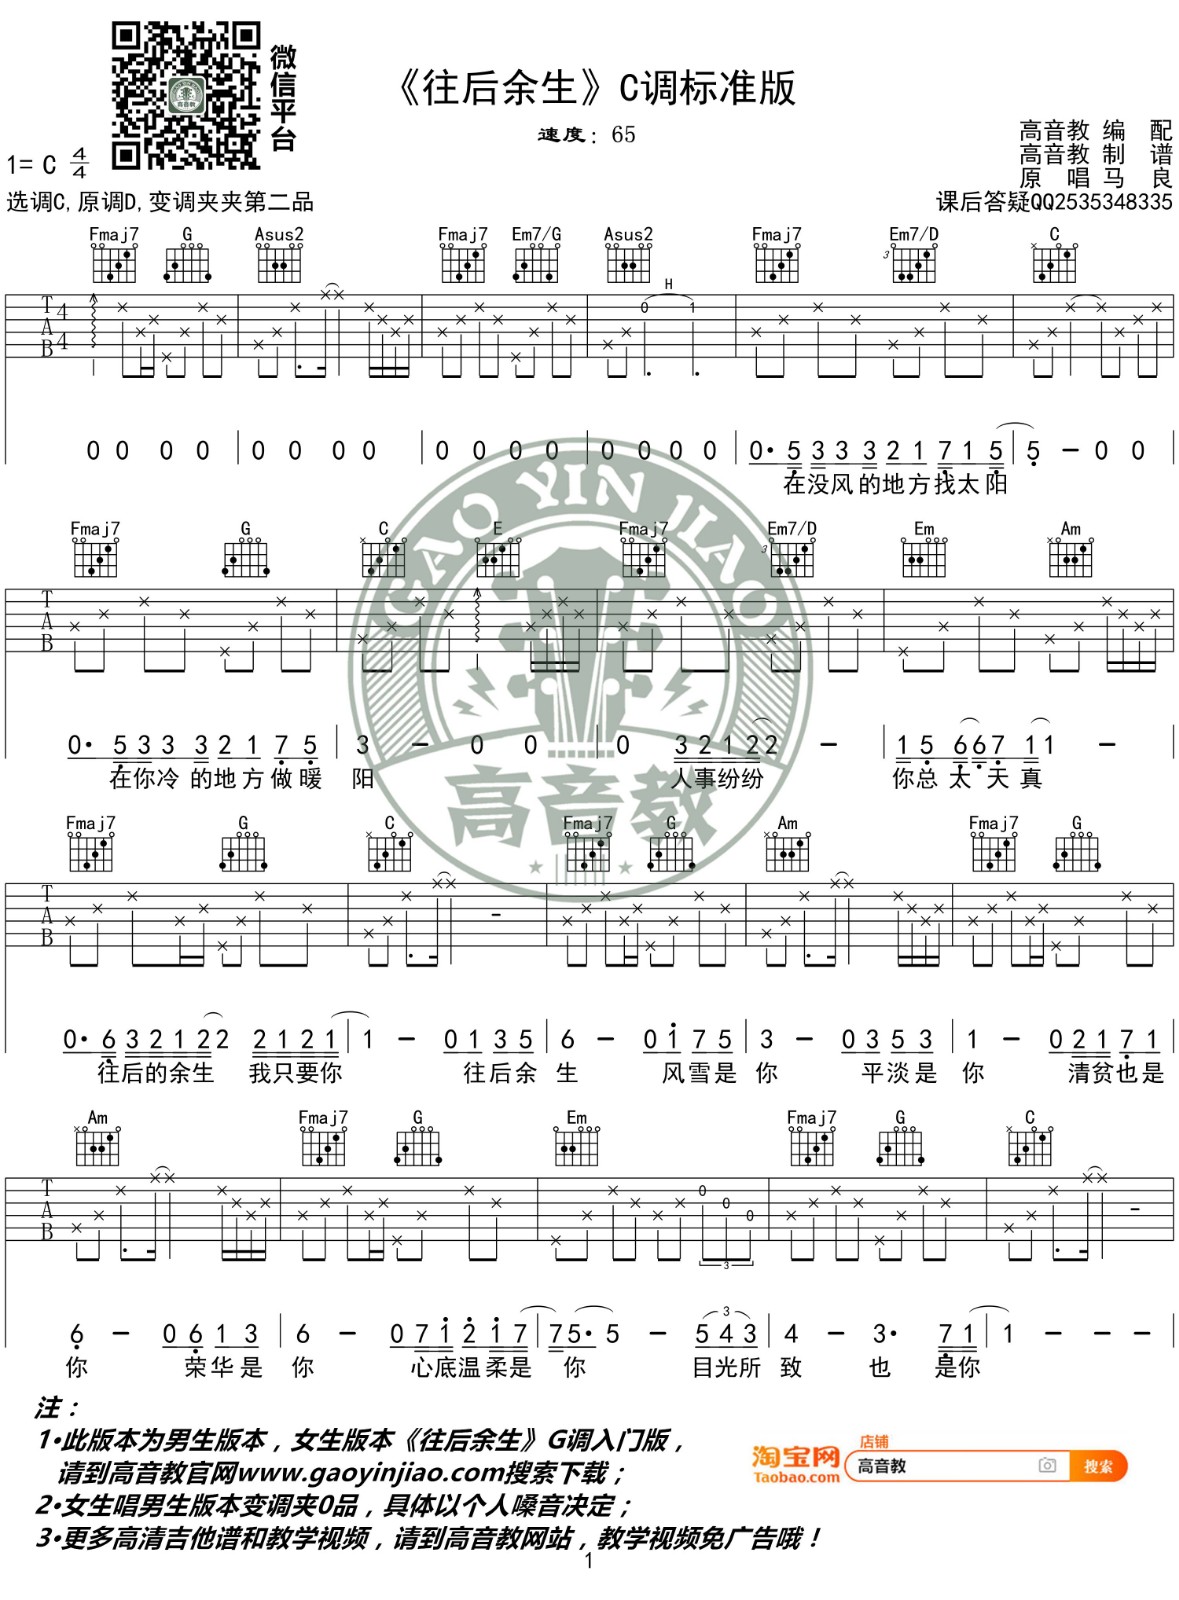 微信平台
《往后余生》C调标准版
速度：65
1= C 4/4
高音教 编 配
高音教 制 谱
原 唱 马 良
选调C,原调D,变调夹夹第二品
课后答疑QQ2535348335
Fmaj7 G Asus2 Fmaj7 Em7/G Asus2 Fmaj7 Em7/D C
H
TAB 4/4 0 1
0 0 0 0 | 0 0 0 0 | 0 0 0 0 | 0 0 0 0 | 0· 5 3 3 3 2 1 7 1 5 | 5 — 0 0
在没风的地方找太阳
Fmaj7 G C E Fmaj7 Em7/D Em Am
TAB
0· 5 3 3 3 2 1 7 5 | 3 — 0 0 | 0 3 2 1 2 2 — | 1 5 6 6 7 1 1 —
在你冷 的地方做暖 阳 人事纷纷 你总 太 天真
Fmaj7 G C Fmaj7 G Am Fmaj7 G
TAB
0· 6 3 2 1 2 2 2 1 2 1 | 1 — 0 1 3 5 | 6 — 0 1 7 5 | 3 — 0 3 5 3 | 1 — 0 2 1 7 1
往后的余生 我只要你 往后余 生 风雪是 你 平淡是 你 清贫也是
Am Fmaj7 G Em Fmaj7 G C
TAB 0 0 0
3
6 — 0 6 1 3 | 6 — 0 7 1 2 1 7 | 7 5· 5 — 5 4 3 | 4 — 3· 7 1 | 1 — — —
你 荣华是 你 心底温柔是 你 目光所 致 也 是你
注：
1•此版本为男生版本，女生版本《往后余生》G调入门版，
请到高音教官网www.gaoyinjiao.com搜索下载；
2•女生唱男生版本变调夹0品，具体以个人嗓音决定；
3•更多高清吉他谱和教学视频，请到高音教网站，教学视频免广告哦！
淘宝网
Taobao.com
店铺
高音教
搜索
GAO YIN JIAO
高音教
1